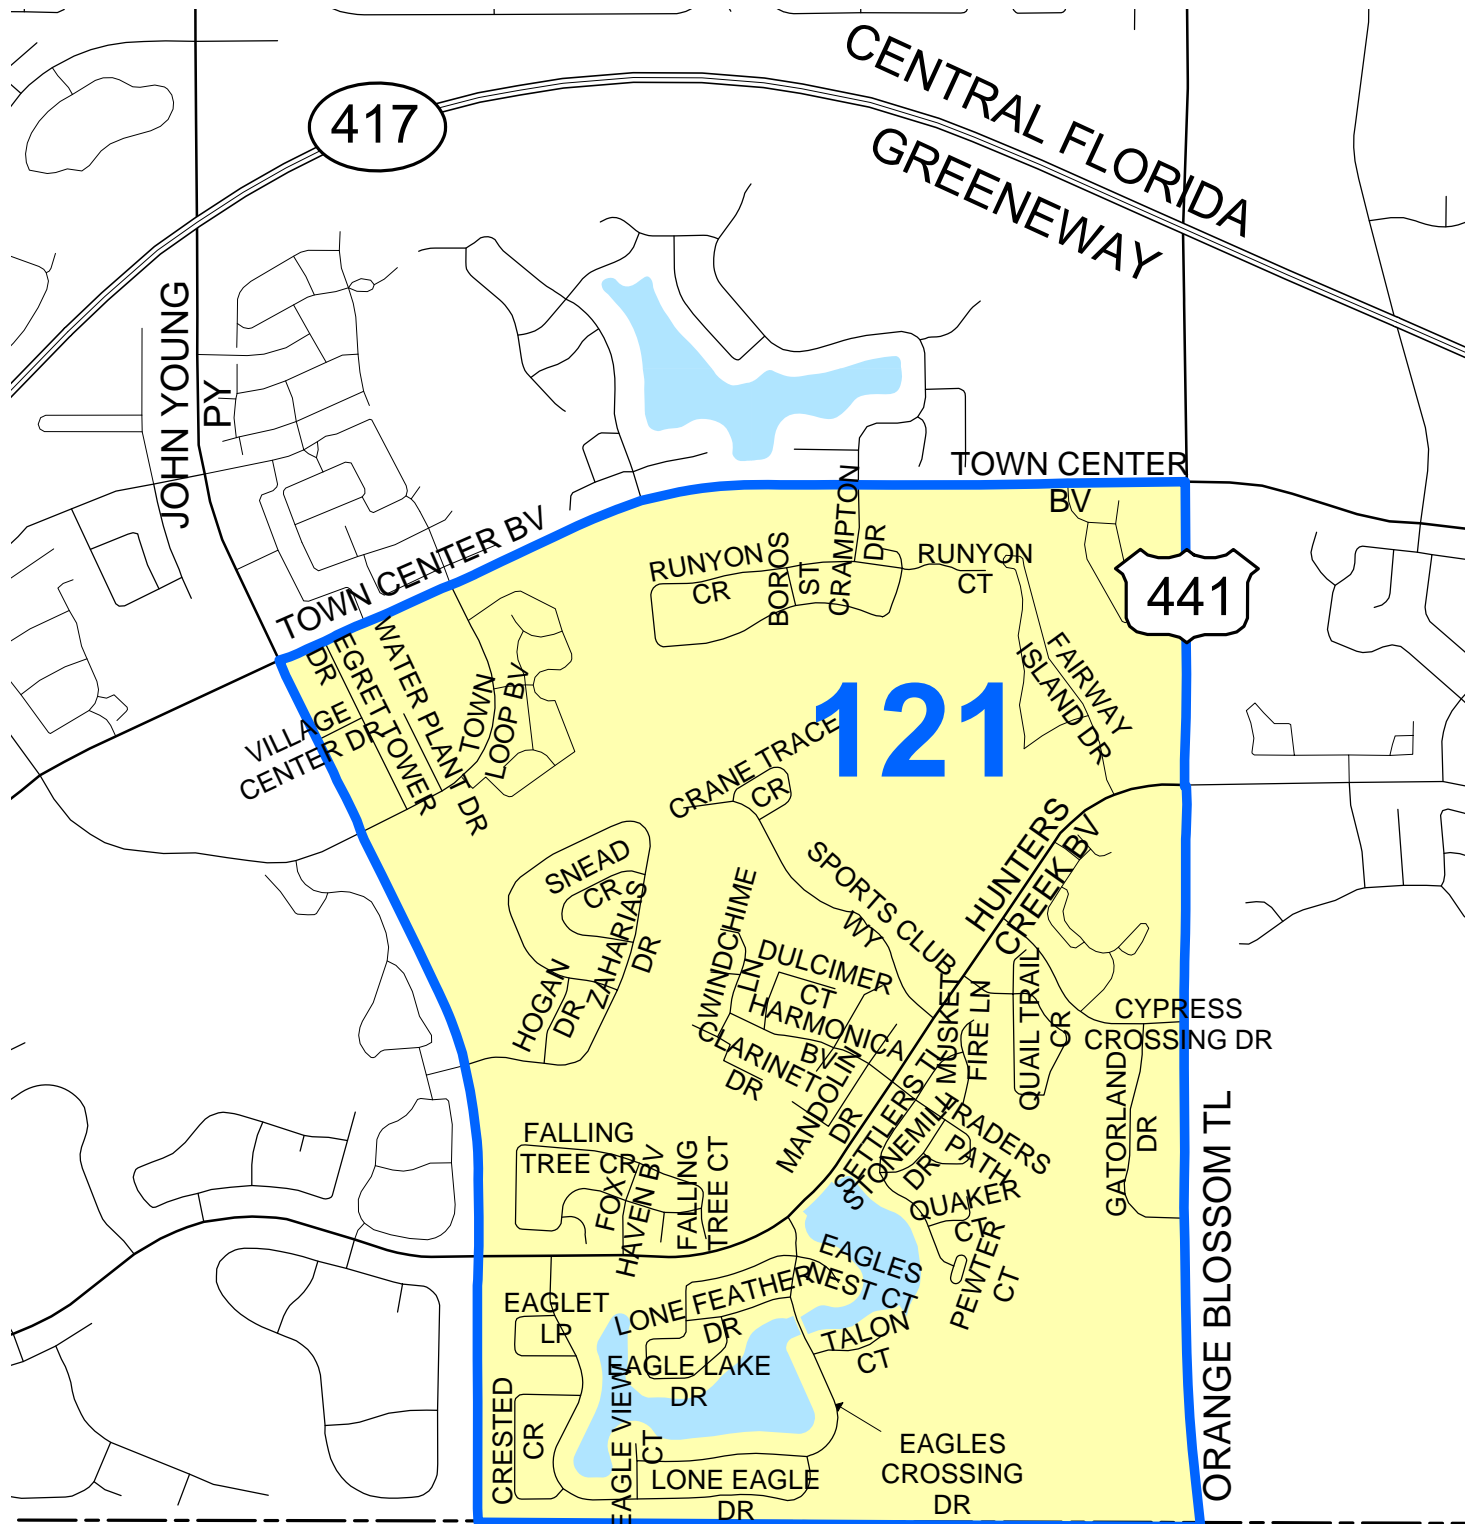 CENTRAL FLORIDA
GREENEWAY
417
JOHN YOUNG
PY
TOWN CENTER
BV
TOWN CENTER BV
441
RUNYON
CR
BOROS
ST
CRAMPTON
DR
RUNYON
CT
FAIRWAY
ISLAND DR
EGRET TOWER
DR
WATER PLANT DR
TOWN
LOOP BV
VILLAGE
CENTER DR
121
CRANE TRACE
CR
SNEAD
CR
ZAHARIAS
DR
HOGAN
DR
SPORTS CLUB
WY
HUNTERS
CREEK BV
WINDCHIME
LN
DULCIMER
CT
HARMONICA
BV
CLARINET
DR
MANDOLIN
DR
MUSKET
FIRE LN
QUAIL TRAIL
CR
CYPRESS
CROSSING DR
GATORLAND
DR
SETTLERS TL
STONEMILL
DR
TRADERS
PATH
QUAKER
CT
PEWTER
CT
FALLING
TREE CR
FOX
HAVEN BV
FALLING
TREE CT
EAGLES
NEST CT
TALON
CT
EAGLET
LP
LONE FEATHER
DR
EAGLE LAKE
DR
CRESTED
CR
EAGLE VIEW
CT
LONE EAGLE
DR
EAGLES
CROSSING
DR
ORANGE BLOSSOM TL